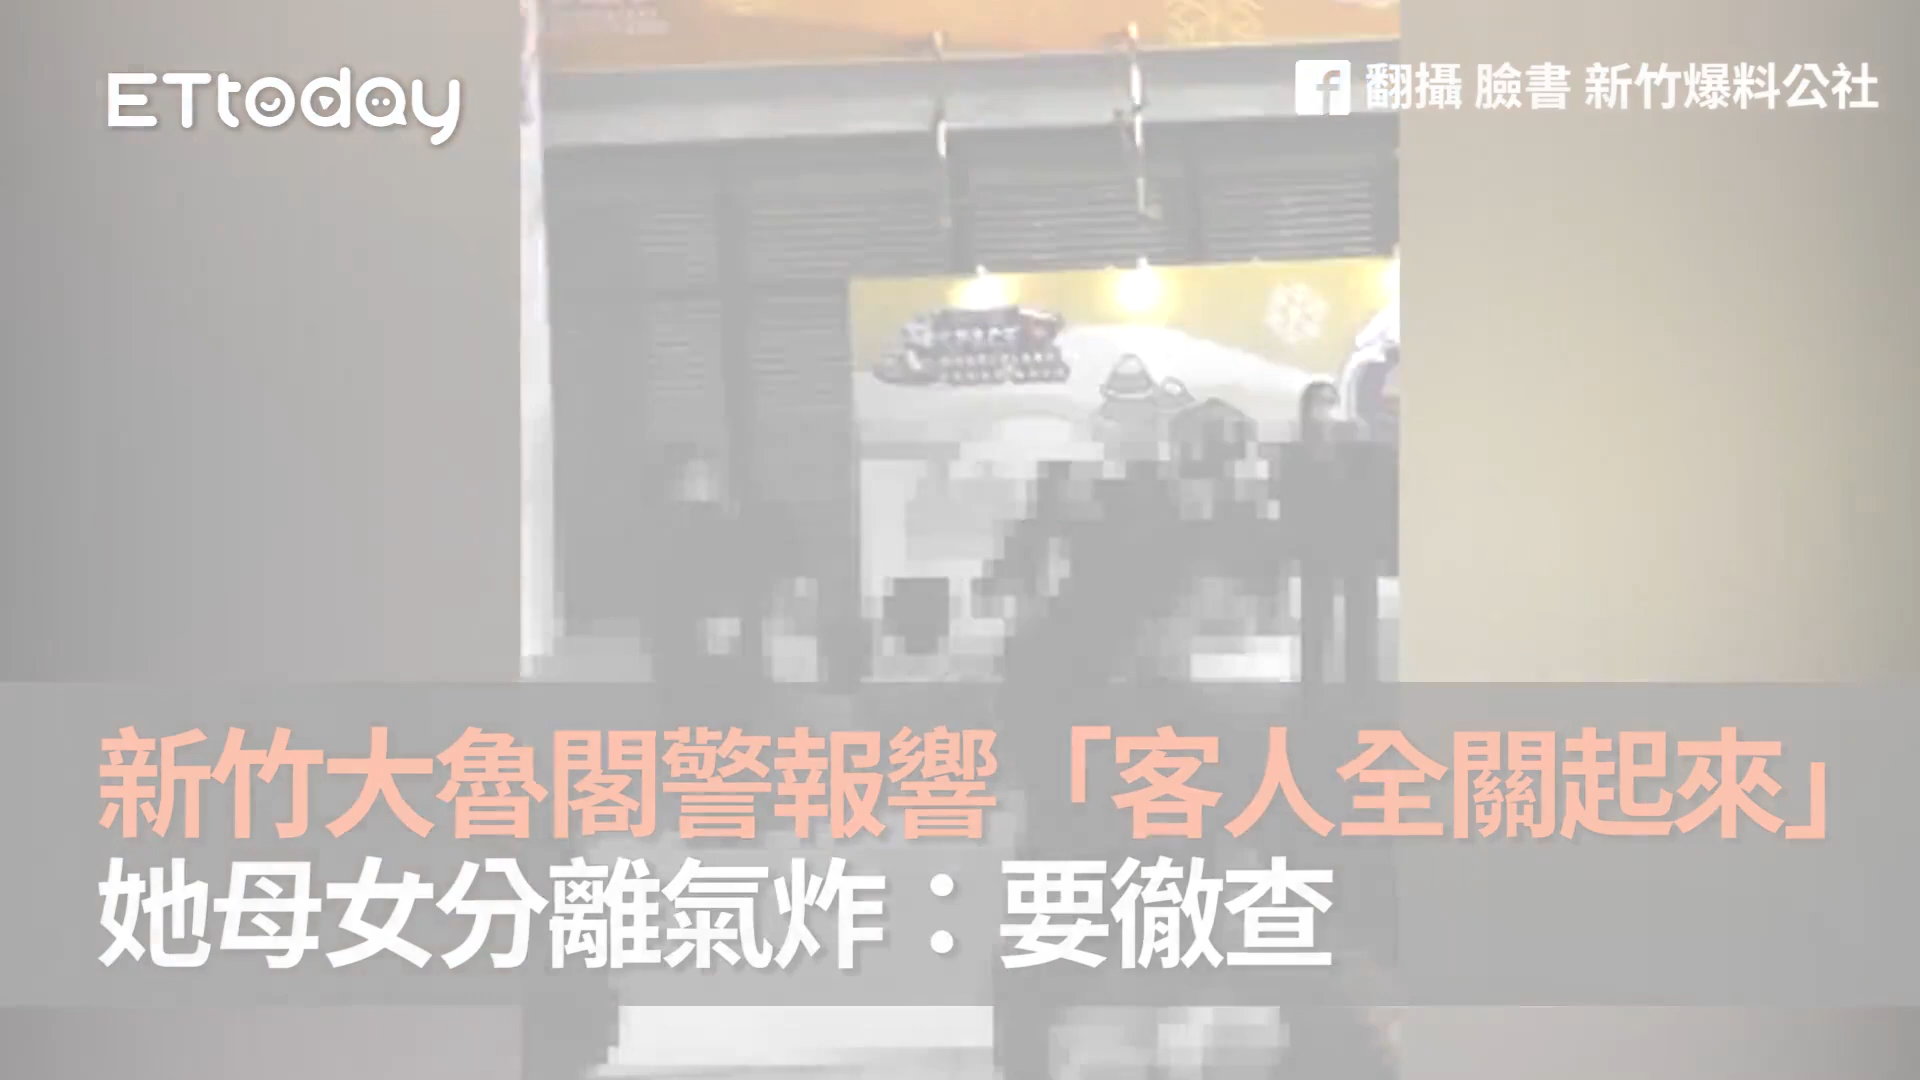 ETtoday
翻攝 臉書 新竹爆料公社
新竹大魯閣警報響「客人全關起來」
她母女分離氣炸：要徹查